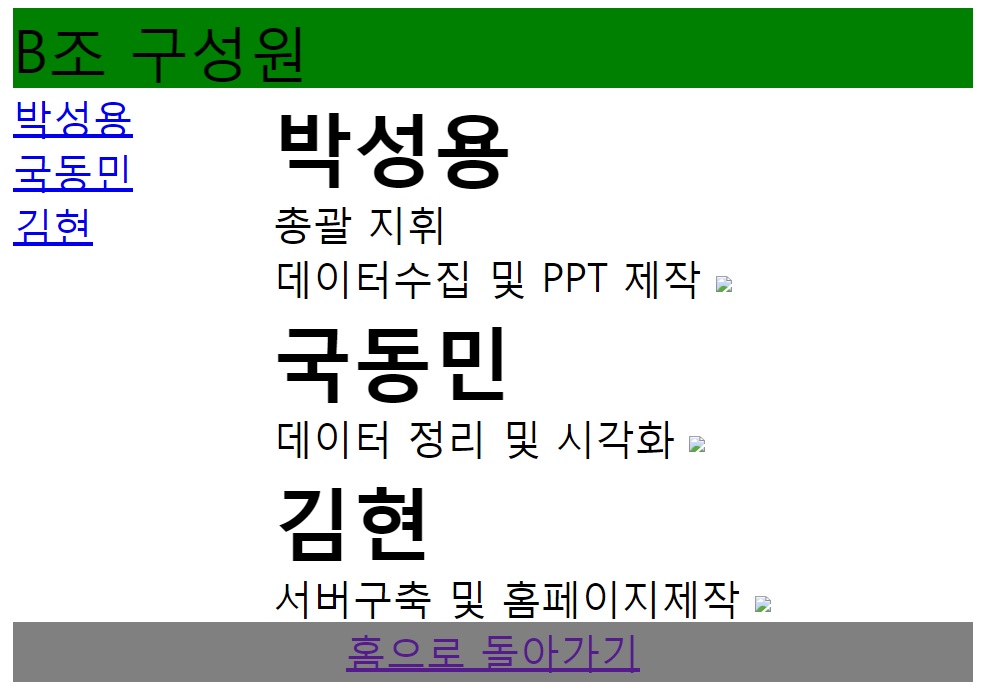 B조 구성원
박성용
국동민
김현
박성용
총괄 지휘
데이터수집 및 PPT 제작
국동민
데이터 정리 및 시각화
김현
서버구축 및 홈페이지제작
홈으로 돌아가기